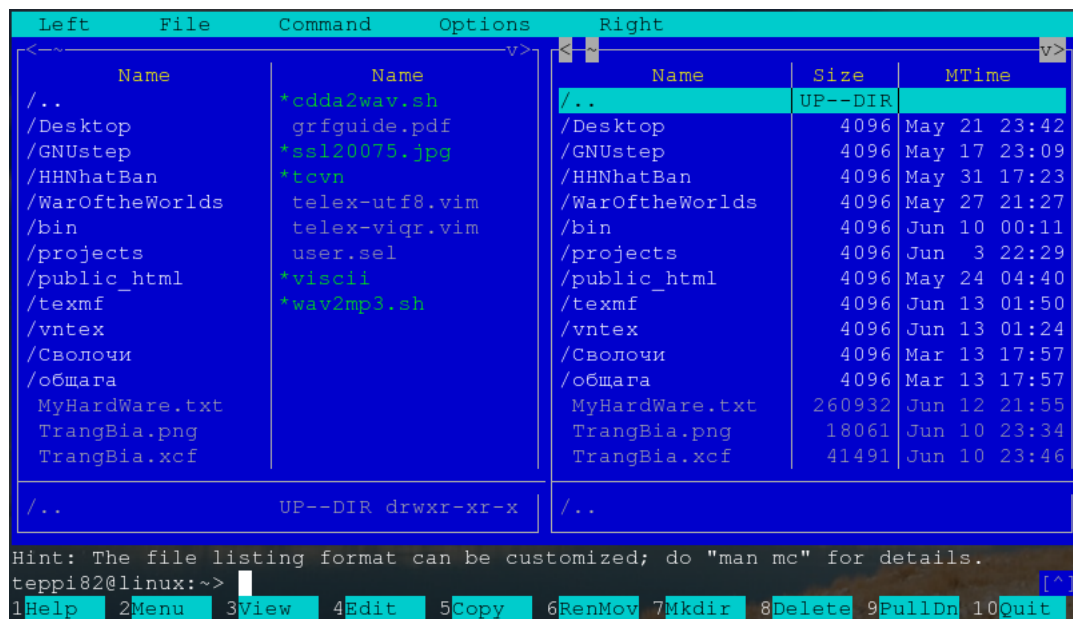 Left File Command Options Right
<—~ v> < ~ v>
Name Name Name Size MTime
/.. *cdda2wav.sh /.. UP--DIR
/Desktop grfguide.pdf /Desktop 4096 May 21 23:42
/GNUstep *ssl20075.jpg /GNUstep 4096 May 17 23:09
/HHNhatBan *tcvn /HHNhatBan 4096 May 31 17:23
/WarOftheWorlds telex-utf8.vim /WarOftheWorlds 4096 May 27 21:27
/bin telex-viqr.vim /bin 4096 Jun 10 00:11
/projects user.sel /projects 4096 Jun 3 22:29
/public_html *viscii /public_html 4096 May 24 04:40
/texmf *wav2mp3.sh /texmf 4096 Jun 13 01:50
/vntex /vntex 4096 Jun 13 01:24
/Сволочи /Сволочи 4096 Mar 13 17:57
/общага /общага 4096 Mar 13 17:57
MyHardWare.txt MyHardWare.txt 260932 Jun 12 21:55
TrangBia.png TrangBia.png 18061 Jun 10 23:34
TrangBia.xcf TrangBia.xcf 41491 Jun 10 23:46
/.. UP--DIR drwxr-xr-x /..
Hint: The file listing format can be customized; do "man mc" for details.
teppi82@linux:~> [^]
1Help 2Menu 3View 4Edit 5Copy 6RenMov 7Mkdir 8Delete 9PullDn 10Quit